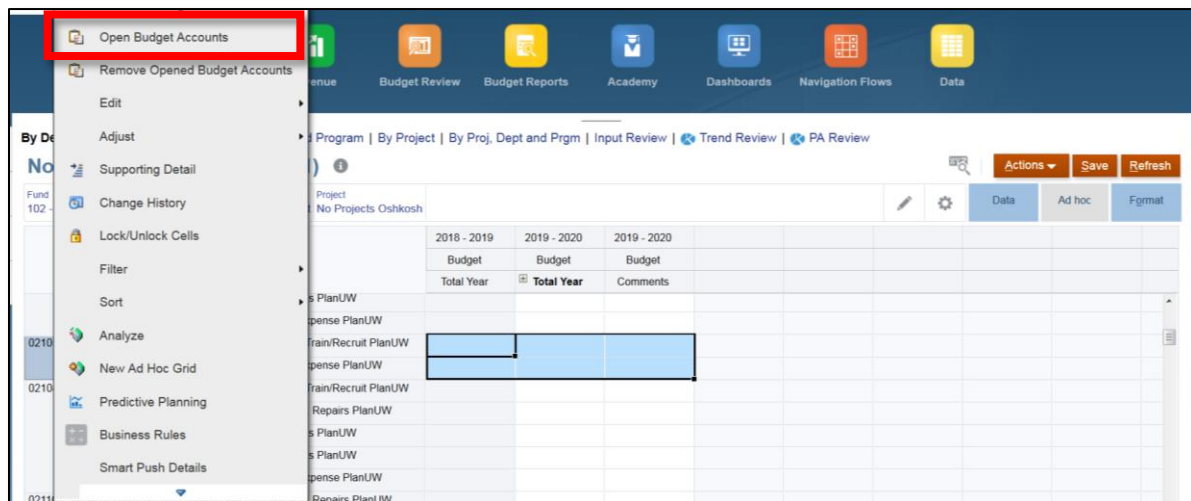 Open Budget Accounts
Remove Opened Budget Accounts
Edit
Adjust
Supporting Detail
Change History
Lock/Unlock Cells
Filter
Sort
Analyze
New Ad Hoc Grid
Predictive Planning
Business Rules
Smart Push Details
enue Budget Review Budget Reports Academy Dashboards Navigation Flows Data
By De d Program | By Project | By Proj, Dept and Prgm | Input Review | Trend Review | PA Review
No ) Actions Save Refresh
Fund Project
102 - No Projects Oshkosh Data Ad hoc Format
2018 - 2019 2019 - 2020 2019 - 2020
Budget Budget Budget
Total Year Total Year Comments
s PlanUW
xpense PlanUW
0210 Train/Recruit PlanUW
xpense PlanUW
0210 Train/Recruit PlanUW
Repairs PlanUW
s PlanUW
s PlanUW
xpense PlanUW
Repairs PlanUW